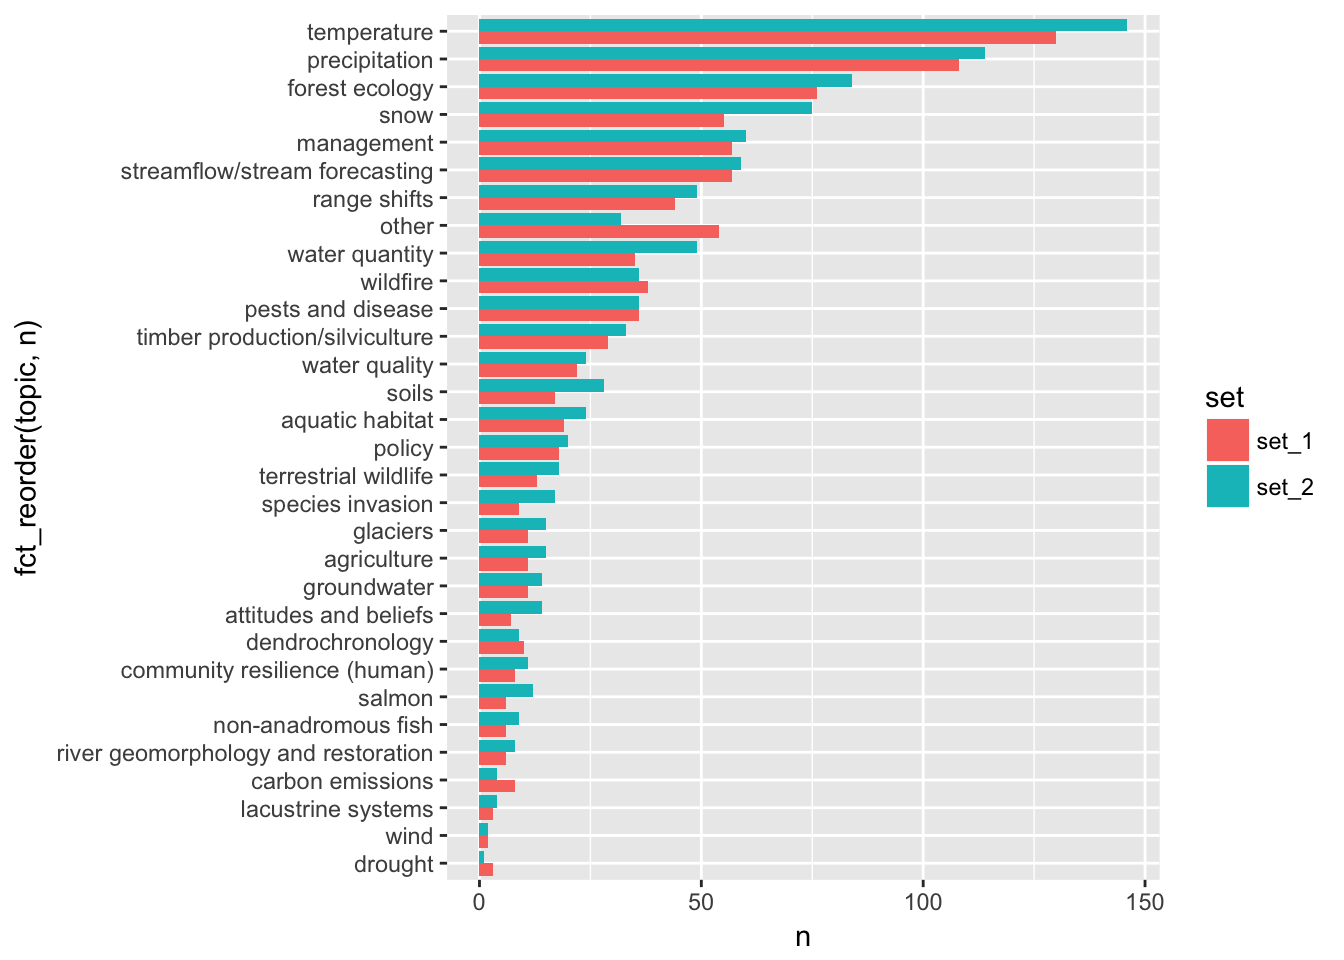 temperature
precipitation
forest ecology
snow
management
streamflow/stream forecasting
range shifts
other
water quantity
wildfire
pests and disease
timber production/silviculture
water quality
soils
aquatic habitat
policy
terrestrial wildlife
species invasion
glaciers
agriculture
groundwater
attitudes and beliefs
dendrochronology
community resilience (human)
salmon
non-anadromous fish
river geomorphology and restoration
carbon emissions
lacustrine systems
wind
drought
fct_reorder(topic, n)
0 50 100 150
n
set
set_1
set_2